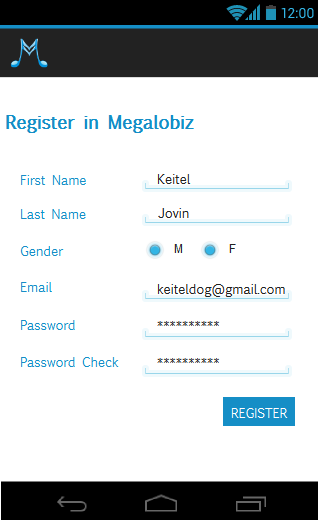 12:00
Register in Megalobiz
First Name Keitel
Last Name Jovin
Gender M F
Email keiteldog@gmail.com
Password **********
Password Check **********
REGISTER